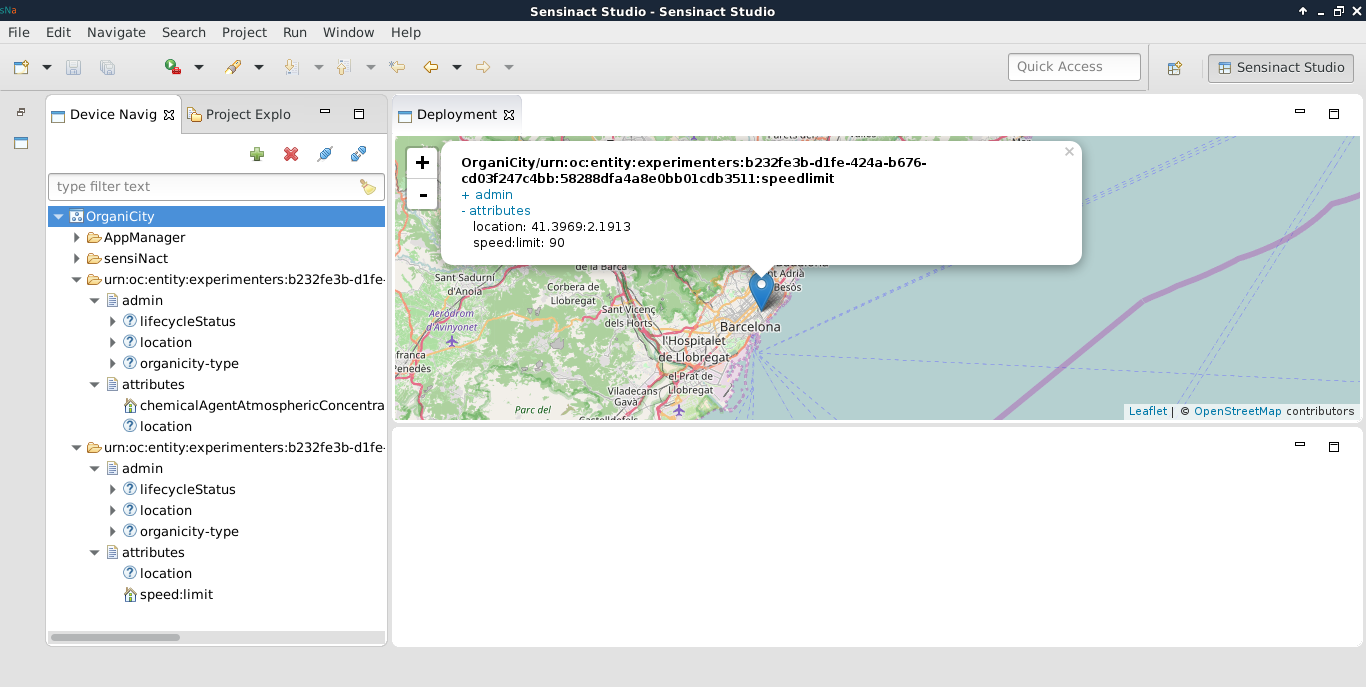 sNa
Sensinact Studio - Sensinact Studio
File Edit Navigate Search Project Run Window Help
Quick Access
Sensinact Studio
Device Navig
Project Explo
type filter text
OrganiCity
AppManager
sensiNact
urn:oc:entity:experimenters:b232fe3b-d1fe-
admin
lifecycleStatus
location
organicity-type
attributes
chemicalAgentAtmosphericConcentra
location
urn:oc:entity:experimenters:b232fe3b-d1fe-
admin
lifecycleStatus
location
organicity-type
attributes
location
speed:limit
Deployment
+
-
OrganiCity/urn:oc:entity:experimenters:b232fe3b-d1fe-424a-b676-
cd03f247c4bb:58288dfa4a8e0bb01cdb3511:speedlimit
+ admin
- attributes
location: 41.3969:2.1913
speed:limit: 90
de la Barca
Sant Sadurní
d'Anoia
Corbera de
Llobregat
nt Adrià
Besòs
Sant Vicenç
dels Horts
Aeròdrom
d'Avinyonet
Barcelona
l'Hospitalet
de Llobregat
franca
Penedès
el Prat de
Llobregat
Viladecans
Gavà
Parc del
Castelldefels
Leaflet | © OpenStreetMap contributors